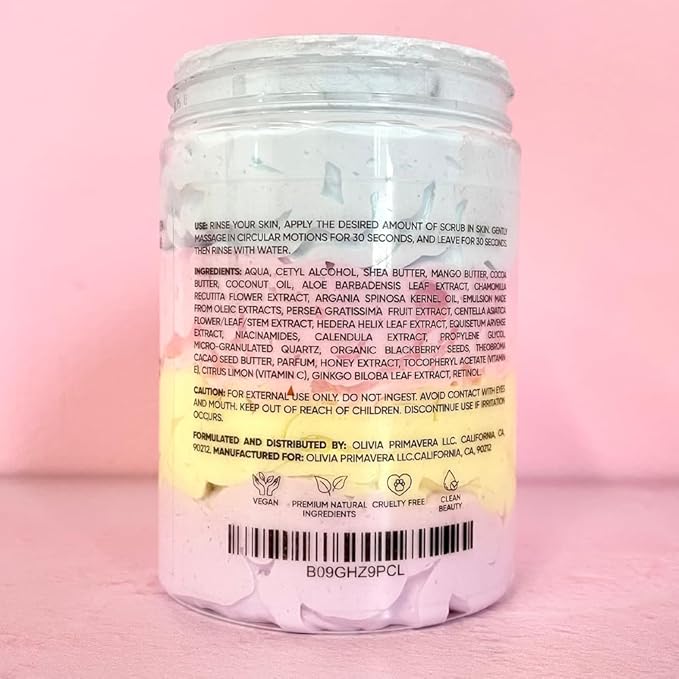 USE: RINSE YOUR SKIN, APPLY THE DESIRED AMOUNT OF SCRUB IN SKIN. GENTLY
MASSAGE IN CIRCULAR MOTIONS FOR 30 SECONDS, AND LEAVE FOR 30 SECONDS.
THEN RINSE WITH WATER.
INGREDIENTS: AQUA, CETYL ALCOHOL, SHEA BUTTER, MANGO BUTTER, COCOA
BUTTER, COCONUT OIL, ALOE BARBADENSIS LEAF EXTRACT, CHAMOMILLA
RECUTITA FLOWER EXTRACT, ARGANIA SPINOSA KERNEL OIL, EMULSION MADE
FROM OLEIC EXTRACTS, PERSEA GRATISSIMA FRUIT EXTRACT, CENTELLA ASIATICA
FLOWER/LEAF/STEM EXTRACT, HEDERA HELIX LEAF EXTRACT, EQUISETUM ARVENSE
EXTRACT, NIACINAMIDES, CALENDULA EXTRACT, PROPYLENE GLYCOL,
MICRO-GRANULATED QUARTZ, ORGANIC BLACKBERRY SEEDS, THEOBROMA
CACAO SEED BUTTER, PARFUM, HONEY EXTRACT, TOCOPHERYL ACETATE (VITAMIN
E), CITRUS LIMON (VITAMIN C), GINKGO BILOBA LEAF EXTRACT, RETINOL.
CAUTION: FOR EXTERNAL USE ONLY. DO NOT INGEST. AVOID CONTACT WITH EYES
AND MOUTH. KEEP OUT OF REACH OF CHILDREN. DISCONTINUE USE IF IRRITATION
OCCURS.
FORMULATED AND DISTRIBUTED BY: OLIVIA PRIMAVERA LLC. CALIFORNIA, CA,
90212. MANUFACTURED FOR: OLIVIA PRIMAVERA LLC.CALIFORNIA, CA, 90212
VEGAN
PREMIUM NATURAL
INGREDIENTS
CRUELTY FREE
CLEAN
BEAUTY
B09GHZ9PCL